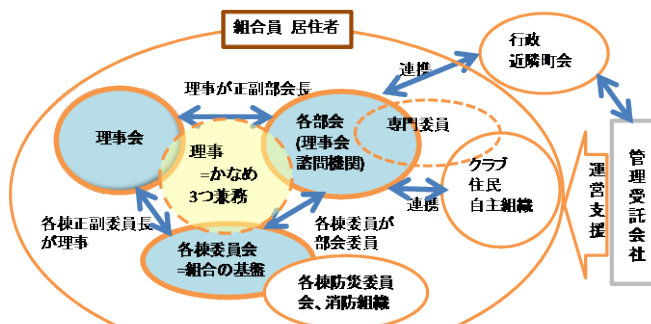 組合員 居住者
行政
近隣町会
連携
理事が正副部会長
理事会
各部会
(理事会
諮問機関)
専門委員
理事
=かなめ
3つ兼務
クラブ
住民
自主組織
連携
運営支援
管理受託会社
各棟正副委員長
が理事
各棟委員が
部会委員
各棟委員会
=組合の基盤
各棟防災委員
会、消防組織